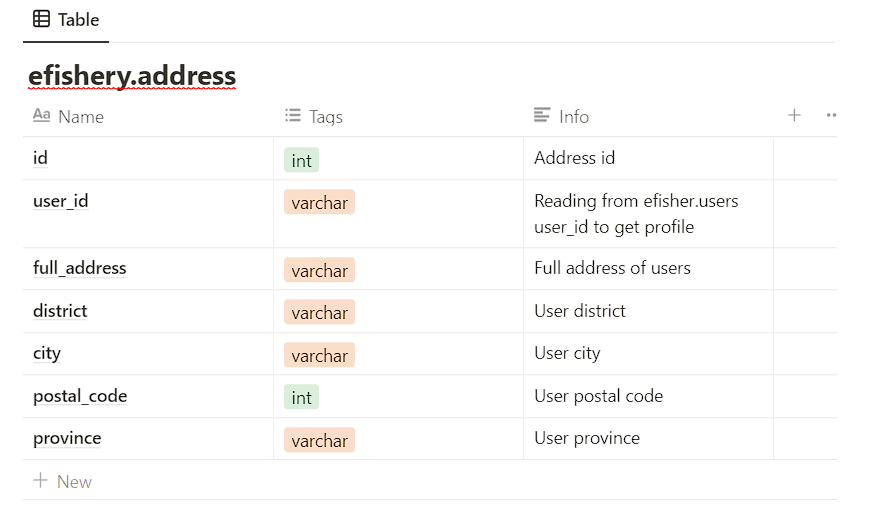 Table
efishery.address
Aa Name Tags Info
id int Address id
user_id varchar Reading from efisher.users
user_id to get profile
full_address varchar Full address of users
district varchar User district
city varchar User city
postal_code int User postal code
province varchar User province
+ New